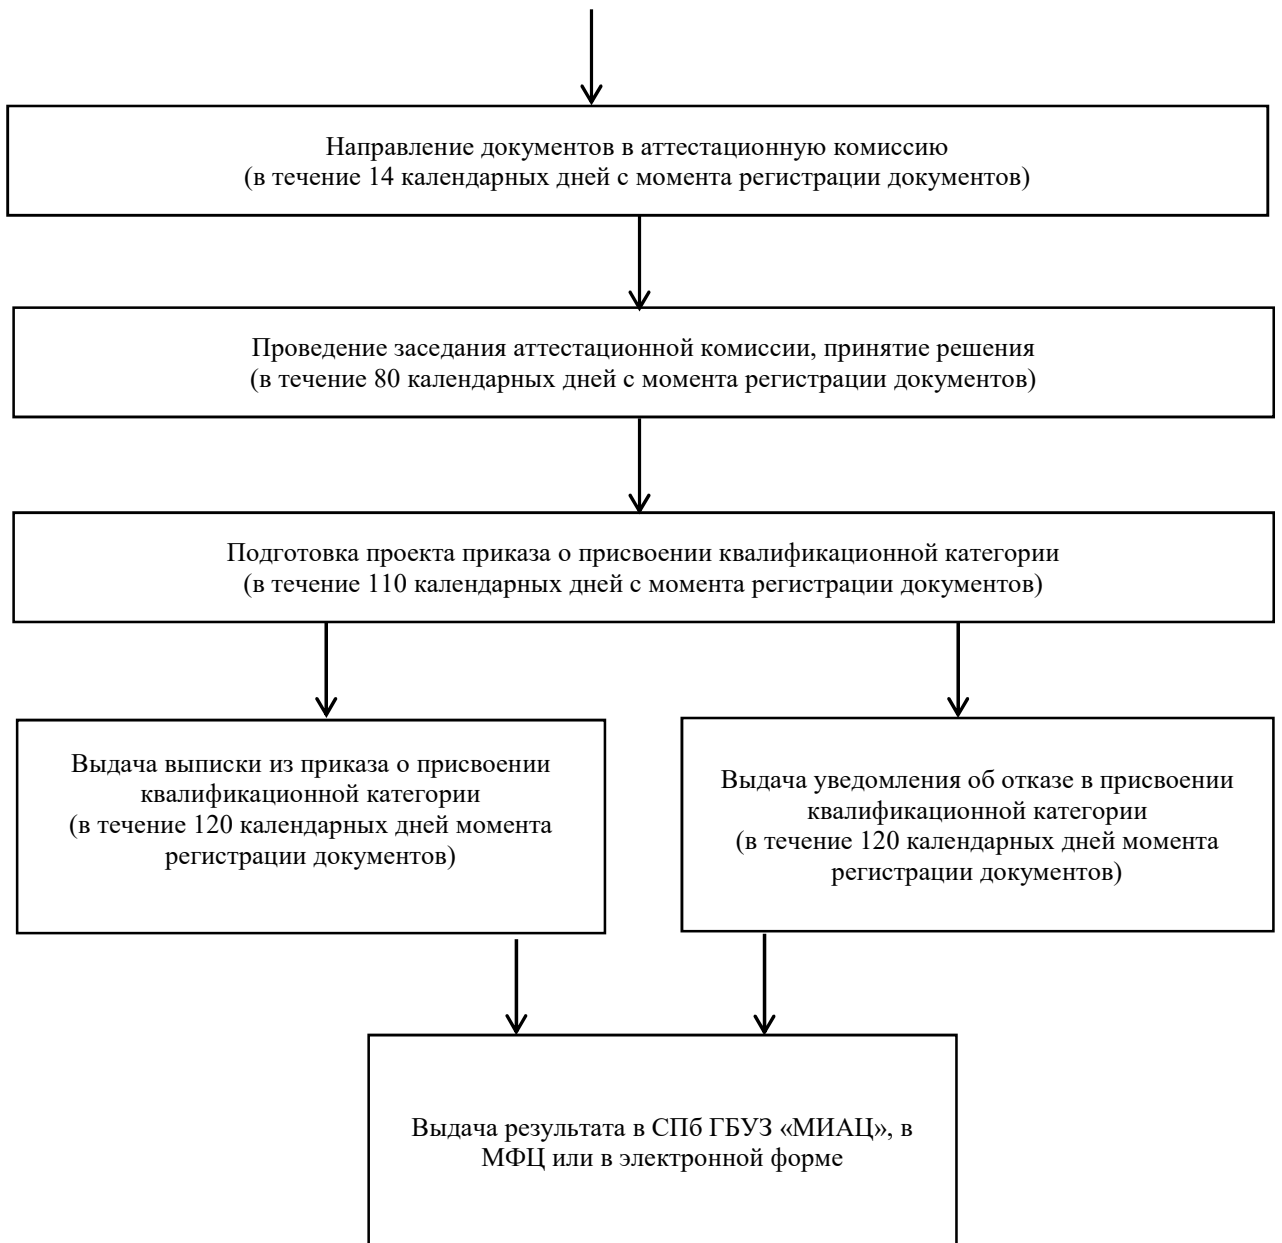 Направление документов в аттестационную комиссию
(в течение 14 календарных дней с момента регистрации документов)
Проведение заседания аттестационной комиссии, принятие решения
(в течение 80 календарных дней с момента регистрации документов)
Подготовка проекта приказа о присвоении квалификационной категории
(в течение 110 календарных дней с момента регистрации документов)
Выдача выписки из приказа о присвоении
квалификационной категории
(в течение 120 календарных дней момента
регистрации документов)
Выдача уведомления об отказе в присвоении
квалификационной категории
(в течение 120 календарных дней момента
регистрации документов)
Выдача результата в СПб ГБУЗ «МИАЦ», в
МФЦ или в электронной форме